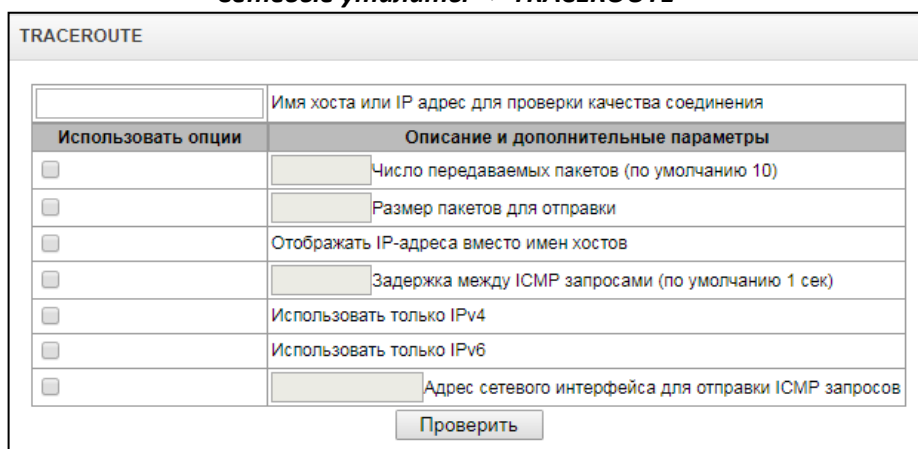 TRACEROUTE
TRACEROUTE
Имя хоста или IP адрес для проверки качества соединения
Использовать опции Описание и дополнительные параметры
Число передаваемых пакетов (по умолчанию 10)
Размер пакетов для отправки
Отображать IP-адреса вместо имен хостов
Задержка между ICMP запросами (по умолчанию 1 сек)
Использовать только IPv4
Использовать только IPv6
Адрес сетевого интерфейса для отправки ICMP запросов
Проверить